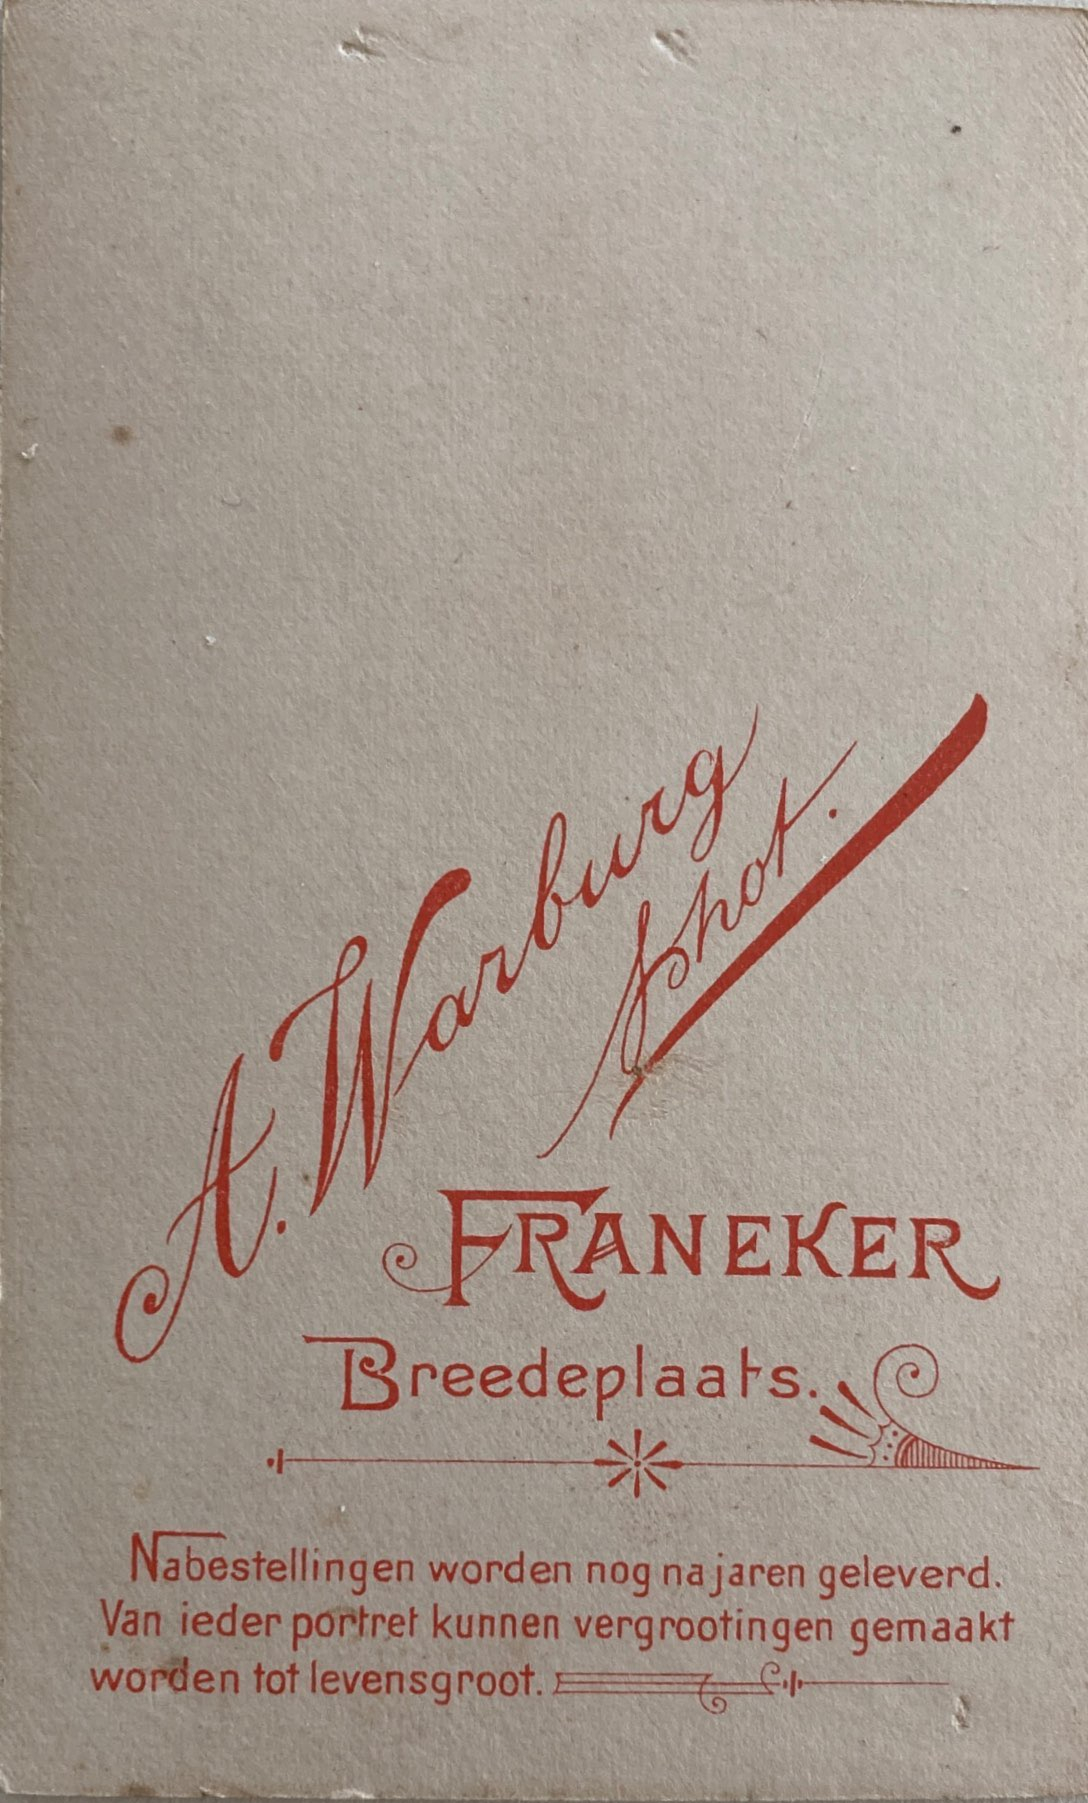 A. Warburg
phot.
FRANEKER
Breedeplaats.
Nabestellingen worden nog na jaren geleverd.
Van ieder portret kunnen vergrootingen gemaakt
worden tot levensgroot.